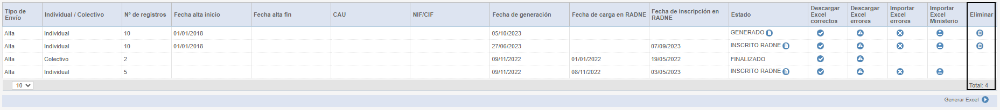 Tipo de Envío Individual / Colectivo Nº de registros Fecha alta inicio Fecha alta fin CAU NIF/CIF Fecha de generación Fecha de carga en RADNE Fecha de inscripción en RADNE Estado Descargar Excel correctos Descargar Excel errores Importar Excel errores Importar Excel Ministerio Eliminar
Alta Individual 10 01/01/2018 05/10/2023 GENERADO
Alta Individual 10 01/01/2018 27/06/2023 07/09/2023 INSCRITO RADNE
Alta Colectivo 2 09/11/2022 01/01/2022 19/05/2022 FINALIZADO
Alta Individual 5 09/11/2022 08/11/2022 03/05/2023 INSCRITO RADNE
10 Total: 4
Generar Excel